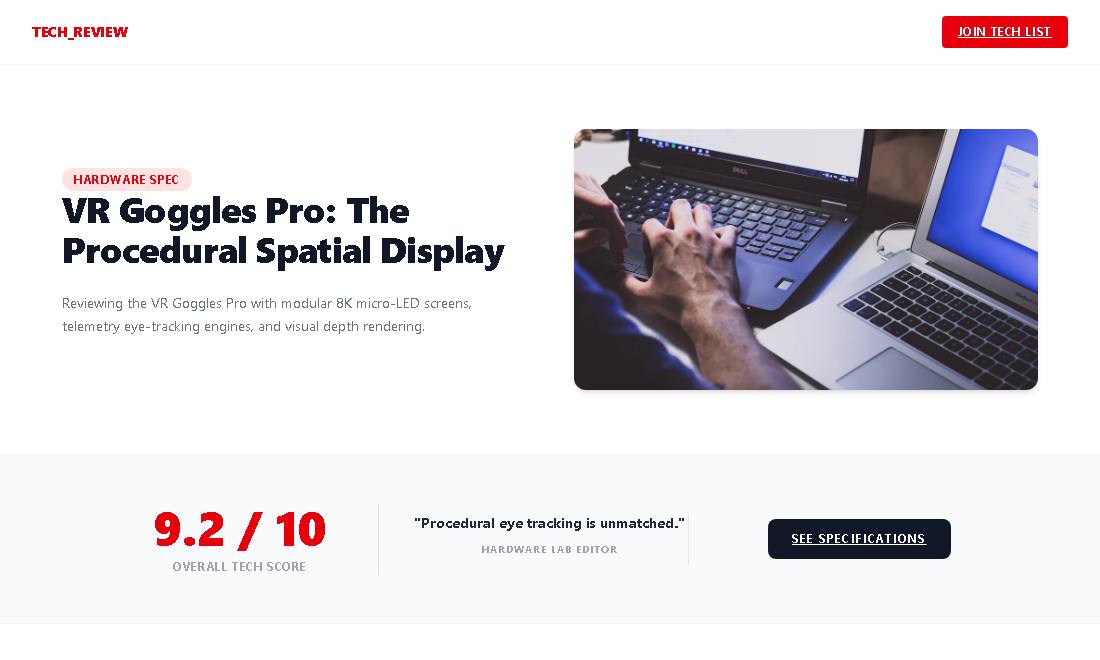 TECH_REVIEW
JOIN TECH LIST
HARDWARE SPEC
VR Goggles Pro: The
Procedural Spatial Display
Reviewing the VR Goggles Pro with modular 8K micro-LED screens,
telemetry eye-tracking engines, and visual depth rendering.
DELL
9.2 / 10
OVERALL TECH SCORE
"Procedural eye tracking is unmatched."
HARDWARE LAB EDITOR
SEE SPECIFICATIONS